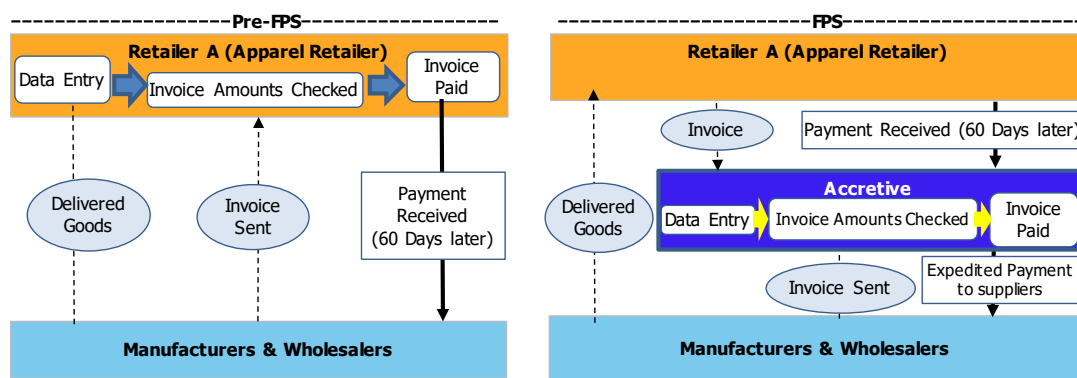 Pre-FPS
Retailer A (Apparel Retailer)
Data Entry
Invoice Amounts Checked
Invoice
Paid
Delivered
Goods
Invoice
Sent
Payment
Received
(60 Days later)
Manufacturers & Wholesalers
FPS
Retailer A (Apparel Retailer)
Invoice
Payment Received (60 Days later)
Accretive
Delivered
Goods
Data Entry
Invoice Amounts Checked
Invoice
Paid
Invoice Sent
Expedited Payment
to suppliers
Manufacturers & Wholesalers